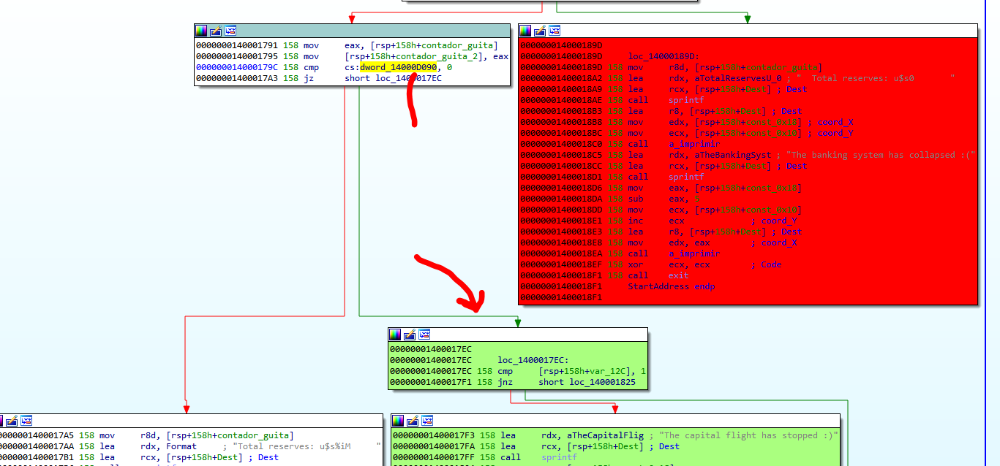 0000000140001791 158 mov eax, [rsp+158h+contador_guita]
0000000140001795 158 mov [rsp+158h+contador_guita_2], eax
000000014000179C 158 cmp cs:dword_14000D090, 0
00000001400017A3 158 jz short loc_1400017EC
000000014000189D
000000014000189D loc_14000189D:
000000014000189D 158 mov r8d, [rsp+158h+contador_guita]
00000001400018A2 158 lea rdx, aTotalReservesU_0 ; " Total reserves: u$s0 "
00000001400018A9 158 lea rcx, [rsp+158h+Dest] ; Dest
00000001400018AE 158 call sprintf
00000001400018B3 158 lea r8, [rsp+158h+Dest] ; Dest
00000001400018B8 158 mov edx, [rsp+158h+const_0x18] ; coord_X
00000001400018BC 158 mov ecx, [rsp+158h+const_0x10] ; coord_Y
00000001400018C0 158 call a_imprimir
00000001400018C5 158 lea rdx, aTheBankingSyst ; "The banking system has collapsed :("
00000001400018CC 158 lea rcx, [rsp+158h+Dest] ; Dest
00000001400018D1 158 call sprintf
00000001400018D6 158 mov eax, [rsp+158h+const_0x18]
00000001400018DA 158 sub eax, 5
00000001400018DD 158 mov ecx, [rsp+158h+const_0x10]
00000001400018E1 158 inc ecx ; coord_Y
00000001400018E3 158 lea r8, [rsp+158h+Dest] ; Dest
00000001400018E8 158 mov edx, eax ; coord_X
00000001400018EA 158 call a_imprimir
00000001400018EF 158 xor ecx, ecx ; Code
00000001400018F1 158 call exit
00000001400018F1 StartAddress endp
00000001400018F1
00000001400017EC
00000001400017EC loc_1400017EC:
00000001400017EC 158 cmp [rsp+158h+var_12C], 1
00000001400017F1 158 jnz short loc_140001825
00000001400017A5 158 mov r8d, [rsp+158h+contador_guita]
00000001400017AA 158 lea rdx, Format ; "Total reserves: u$s%iM "
00000001400017B1 158 lea rcx, [rsp+158h+Dest] ; Dest
00000001400017F3 158 lea rdx, aTheCapitalFlig ; "The capital flight has stopped :)"
00000001400017FA 158 lea rcx, [rsp+158h+Dest] ; Dest
00000001400017FF 158 call sprintf